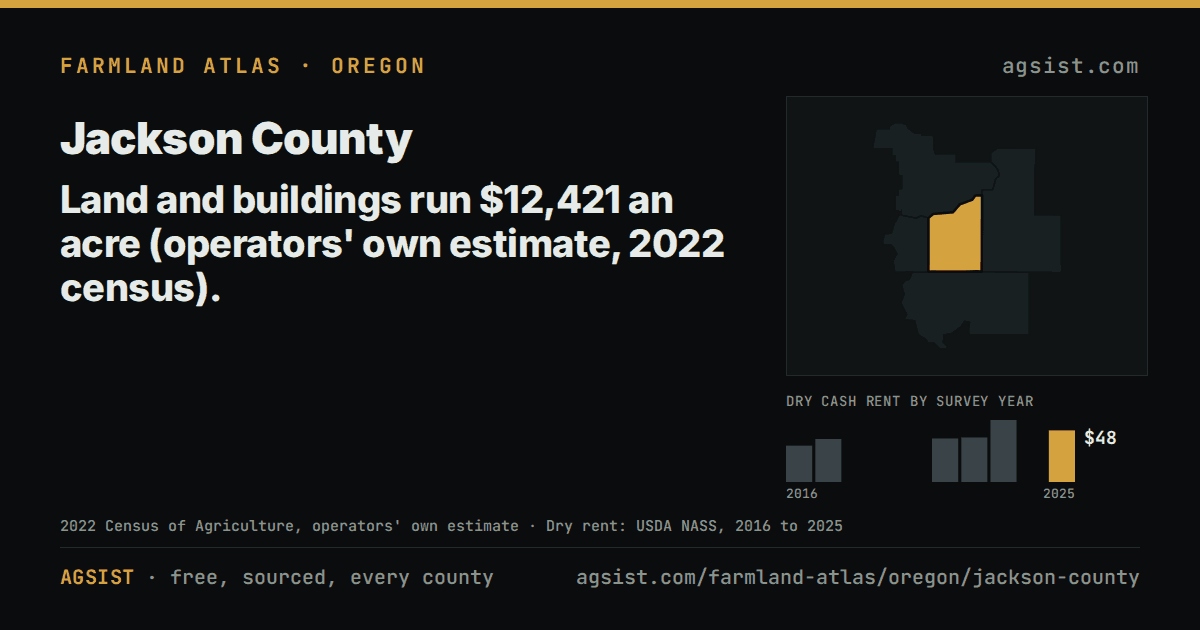 FARMLAND ATLAS · OREGON
agsist.com
Jackson County
Land and buildings run $12,421 an
acre (operators' own estimate, 2022
census).
DRY CASH RENT BY SURVEY YEAR
$48
2016
2025
2022 Census of Agriculture, operators' own estimate · Dry rent: USDA NASS, 2016 to 2025
AGSIST · free, sourced, every county
agsist.com/farmland-atlas/oregon/jackson-county